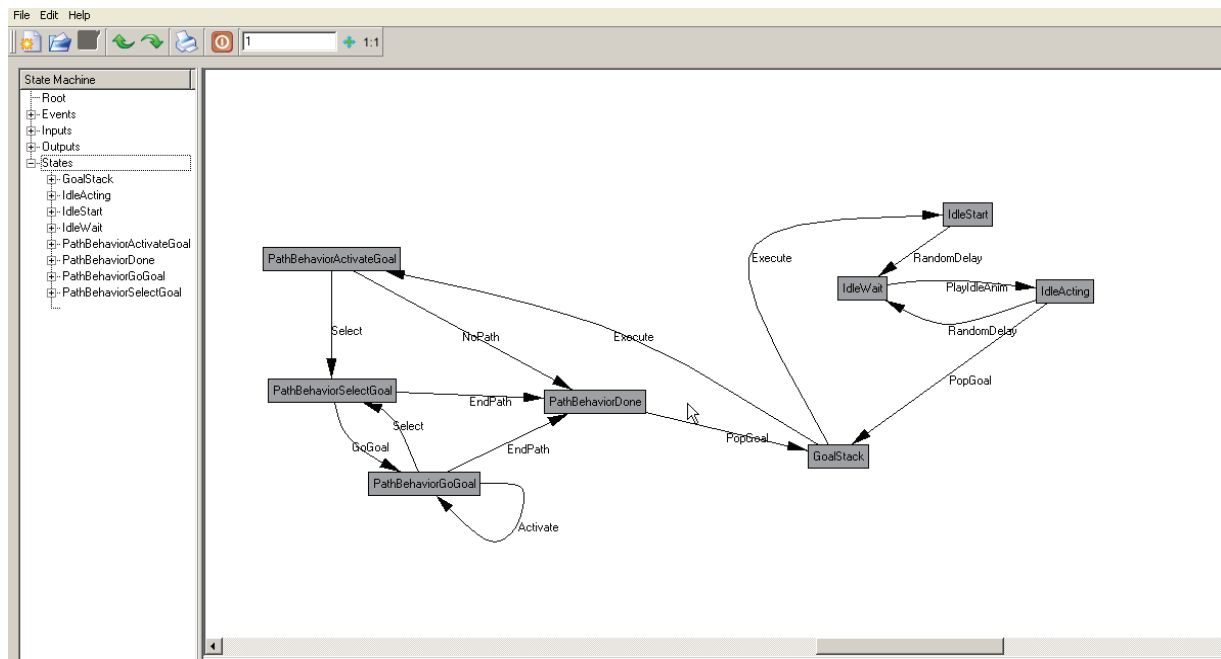 File Edit Help
1
1:1
State Machine
Root
Events
Inputs
Outputs
States
GoalStack
IdleActing
IdleStart
IdleWait
PathBehaviorActivateGoal
PathBehaviorDone
PathBehaviorGoGoal
PathBehaviorSelectGoal
IdleStart
PathBehaviorActivateGoal
Execute
RandomDelay
IdleWait
PlayIdleAnim
IdleActing
Select
NoPath
Execute
RandomDelay
PopGoal
PathBehaviorSelectGoal
EndPath
PathBehaviorDone
Select
GoGoal
EndPath
PopGoal
GoalStack
PathBehaviorGoGoal
Activate